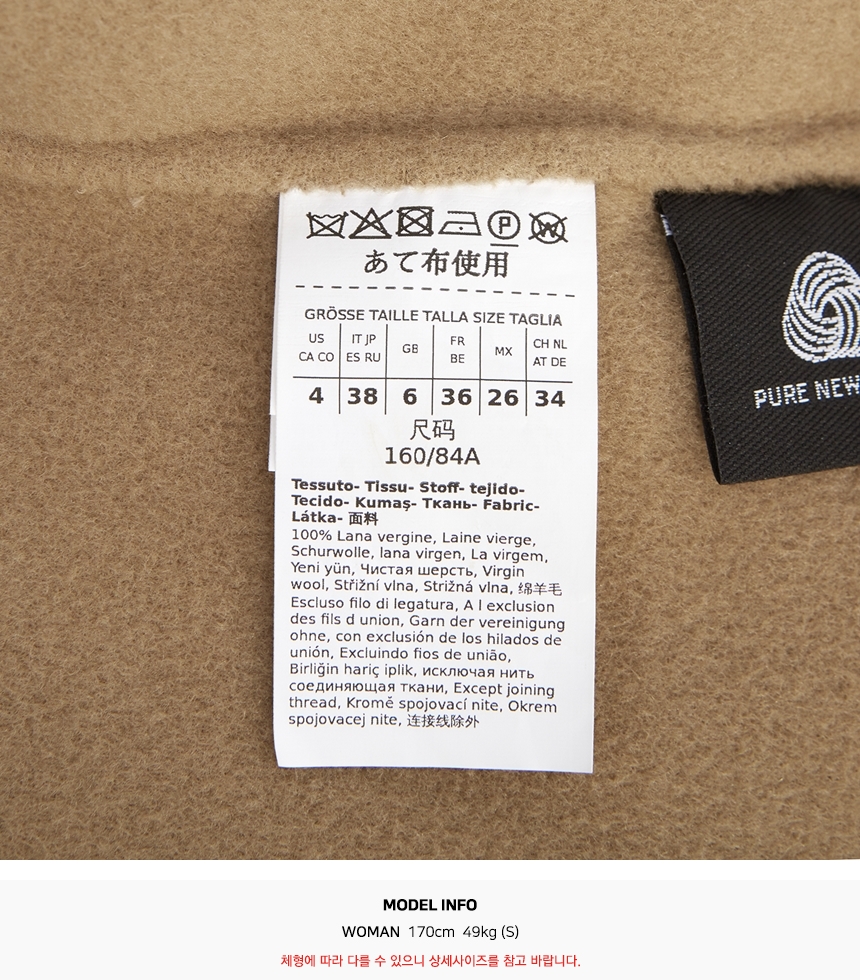 あて布使用
GRÖSSE TAILLE TALLA SIZE TAGLIA
US IT JP GB FR MX CH NL
CA CO ES RU BE AT DE
4 38 6 36 26 34
尺码
160/84A
Tessuto- Tissu- Stoff- tejido-
Tecido- Kumaş- Ткань- Fabric-
Látka- 面料
100% Lana vergine, Laine vierge,
Schurwolle, lana virgen, La virgem,
Yeni yün, Чистая шерсть, Virgin
wool, Střižní vlna, Strižná vlna, 绵羊毛
Escluso filo di legatura, A l exclusion
des fils d union, Garn der vereinigung
ohne, con exclusión de los hilados de
unión, Excluindo fios de união,
Birliğin hariç iplik, исключая нить
соединяющая ткани, Except joining
thread, Kromě spojovací nite, Okrem
spojovacej nite, 连接线除外
PURE NEW
MODEL INFO
WOMAN 170cm 49kg (S)
체형에 따라 다를 수 있으니 상세사이즈를 참고 바랍니다.